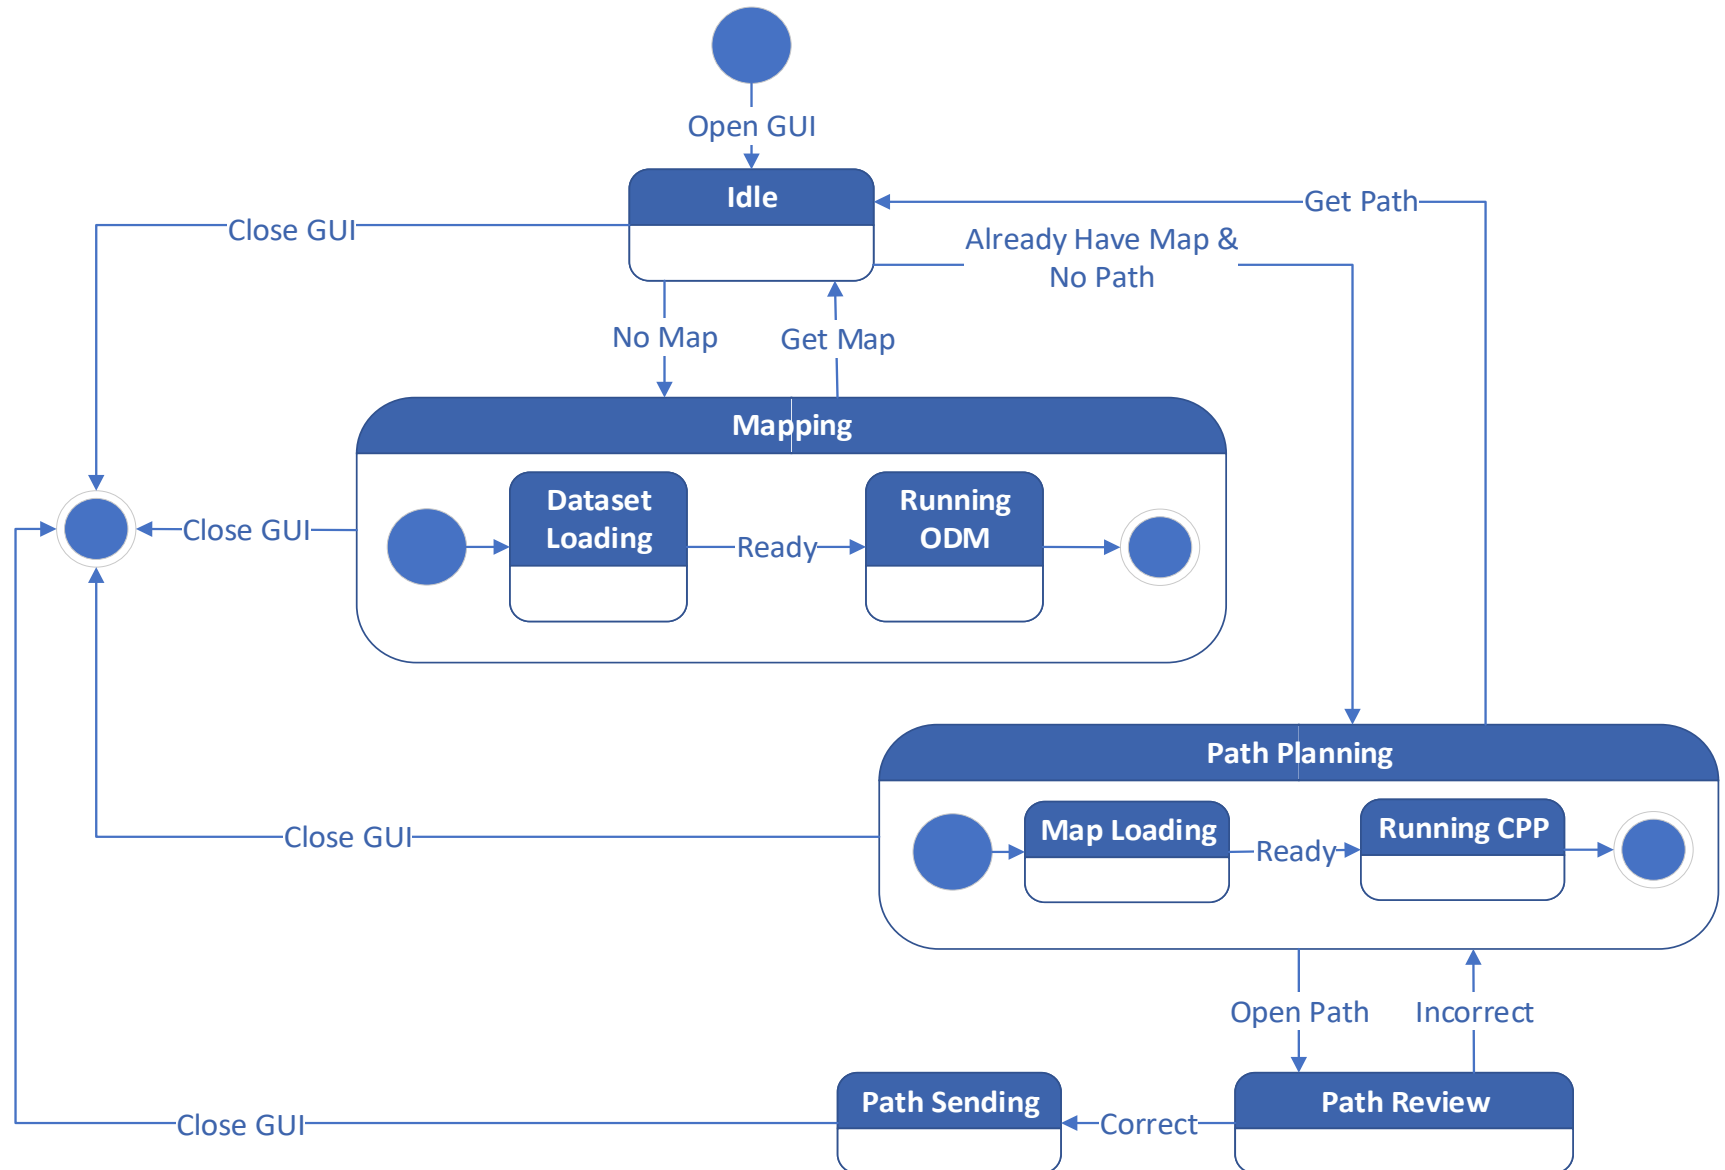 Open GUI
Idle
Get Path
Close GUI
Already Have Map &
No Path
No Map
Get Map
Mapping
Dataset
Loading
Ready
Running
ODM
Close GUI
Path Planning
Map Loading
Ready
Running CPP
Close GUI
Open Path
Incorrect
Path Sending
Correct
Path Review
Close GUI